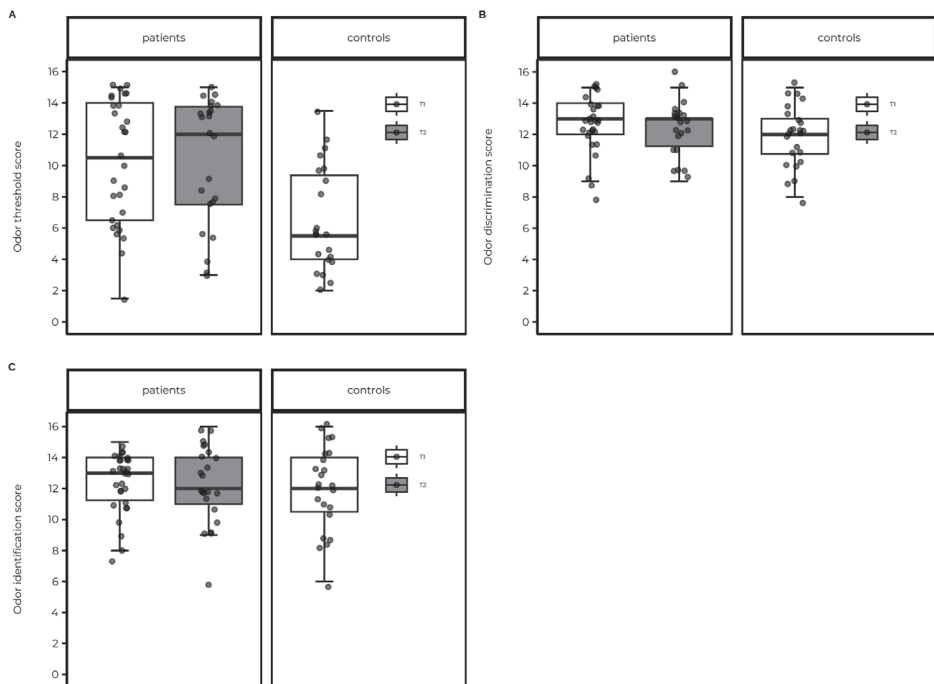 A
patients
controls
Odor threshold score
16
14
12
10
8
6
4
2
0
T1
T2
B
patients
controls
Odor discrimination score
16
14
12
10
8
6
4
2
0
T1
T2
C
patients
controls
Odor identification score
16
14
12
10
8
6
4
2
0
T1
T2